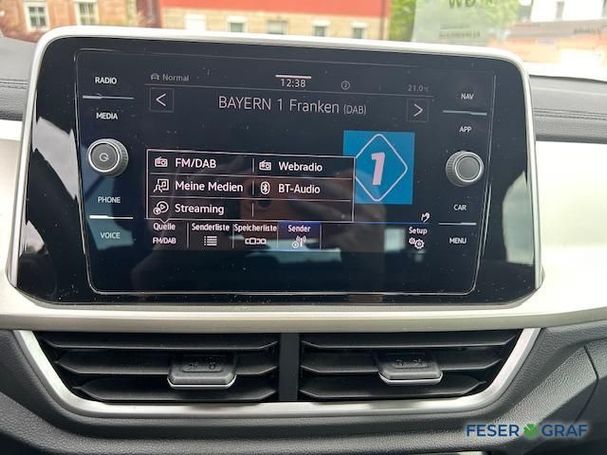 RADIO
Normal
12:38
21.0°C
NAV
BAYERN 1 Franken (DAB)
MEDIA
APP
FM/DAB
Webradio
Meine Medien
BT-Audio
Streaming
1
PHONE
CAR
Quelle
Senderliste
Speicherliste
Sender
Setup
FM/DAB
VOICE
MENU
FESER GRAF